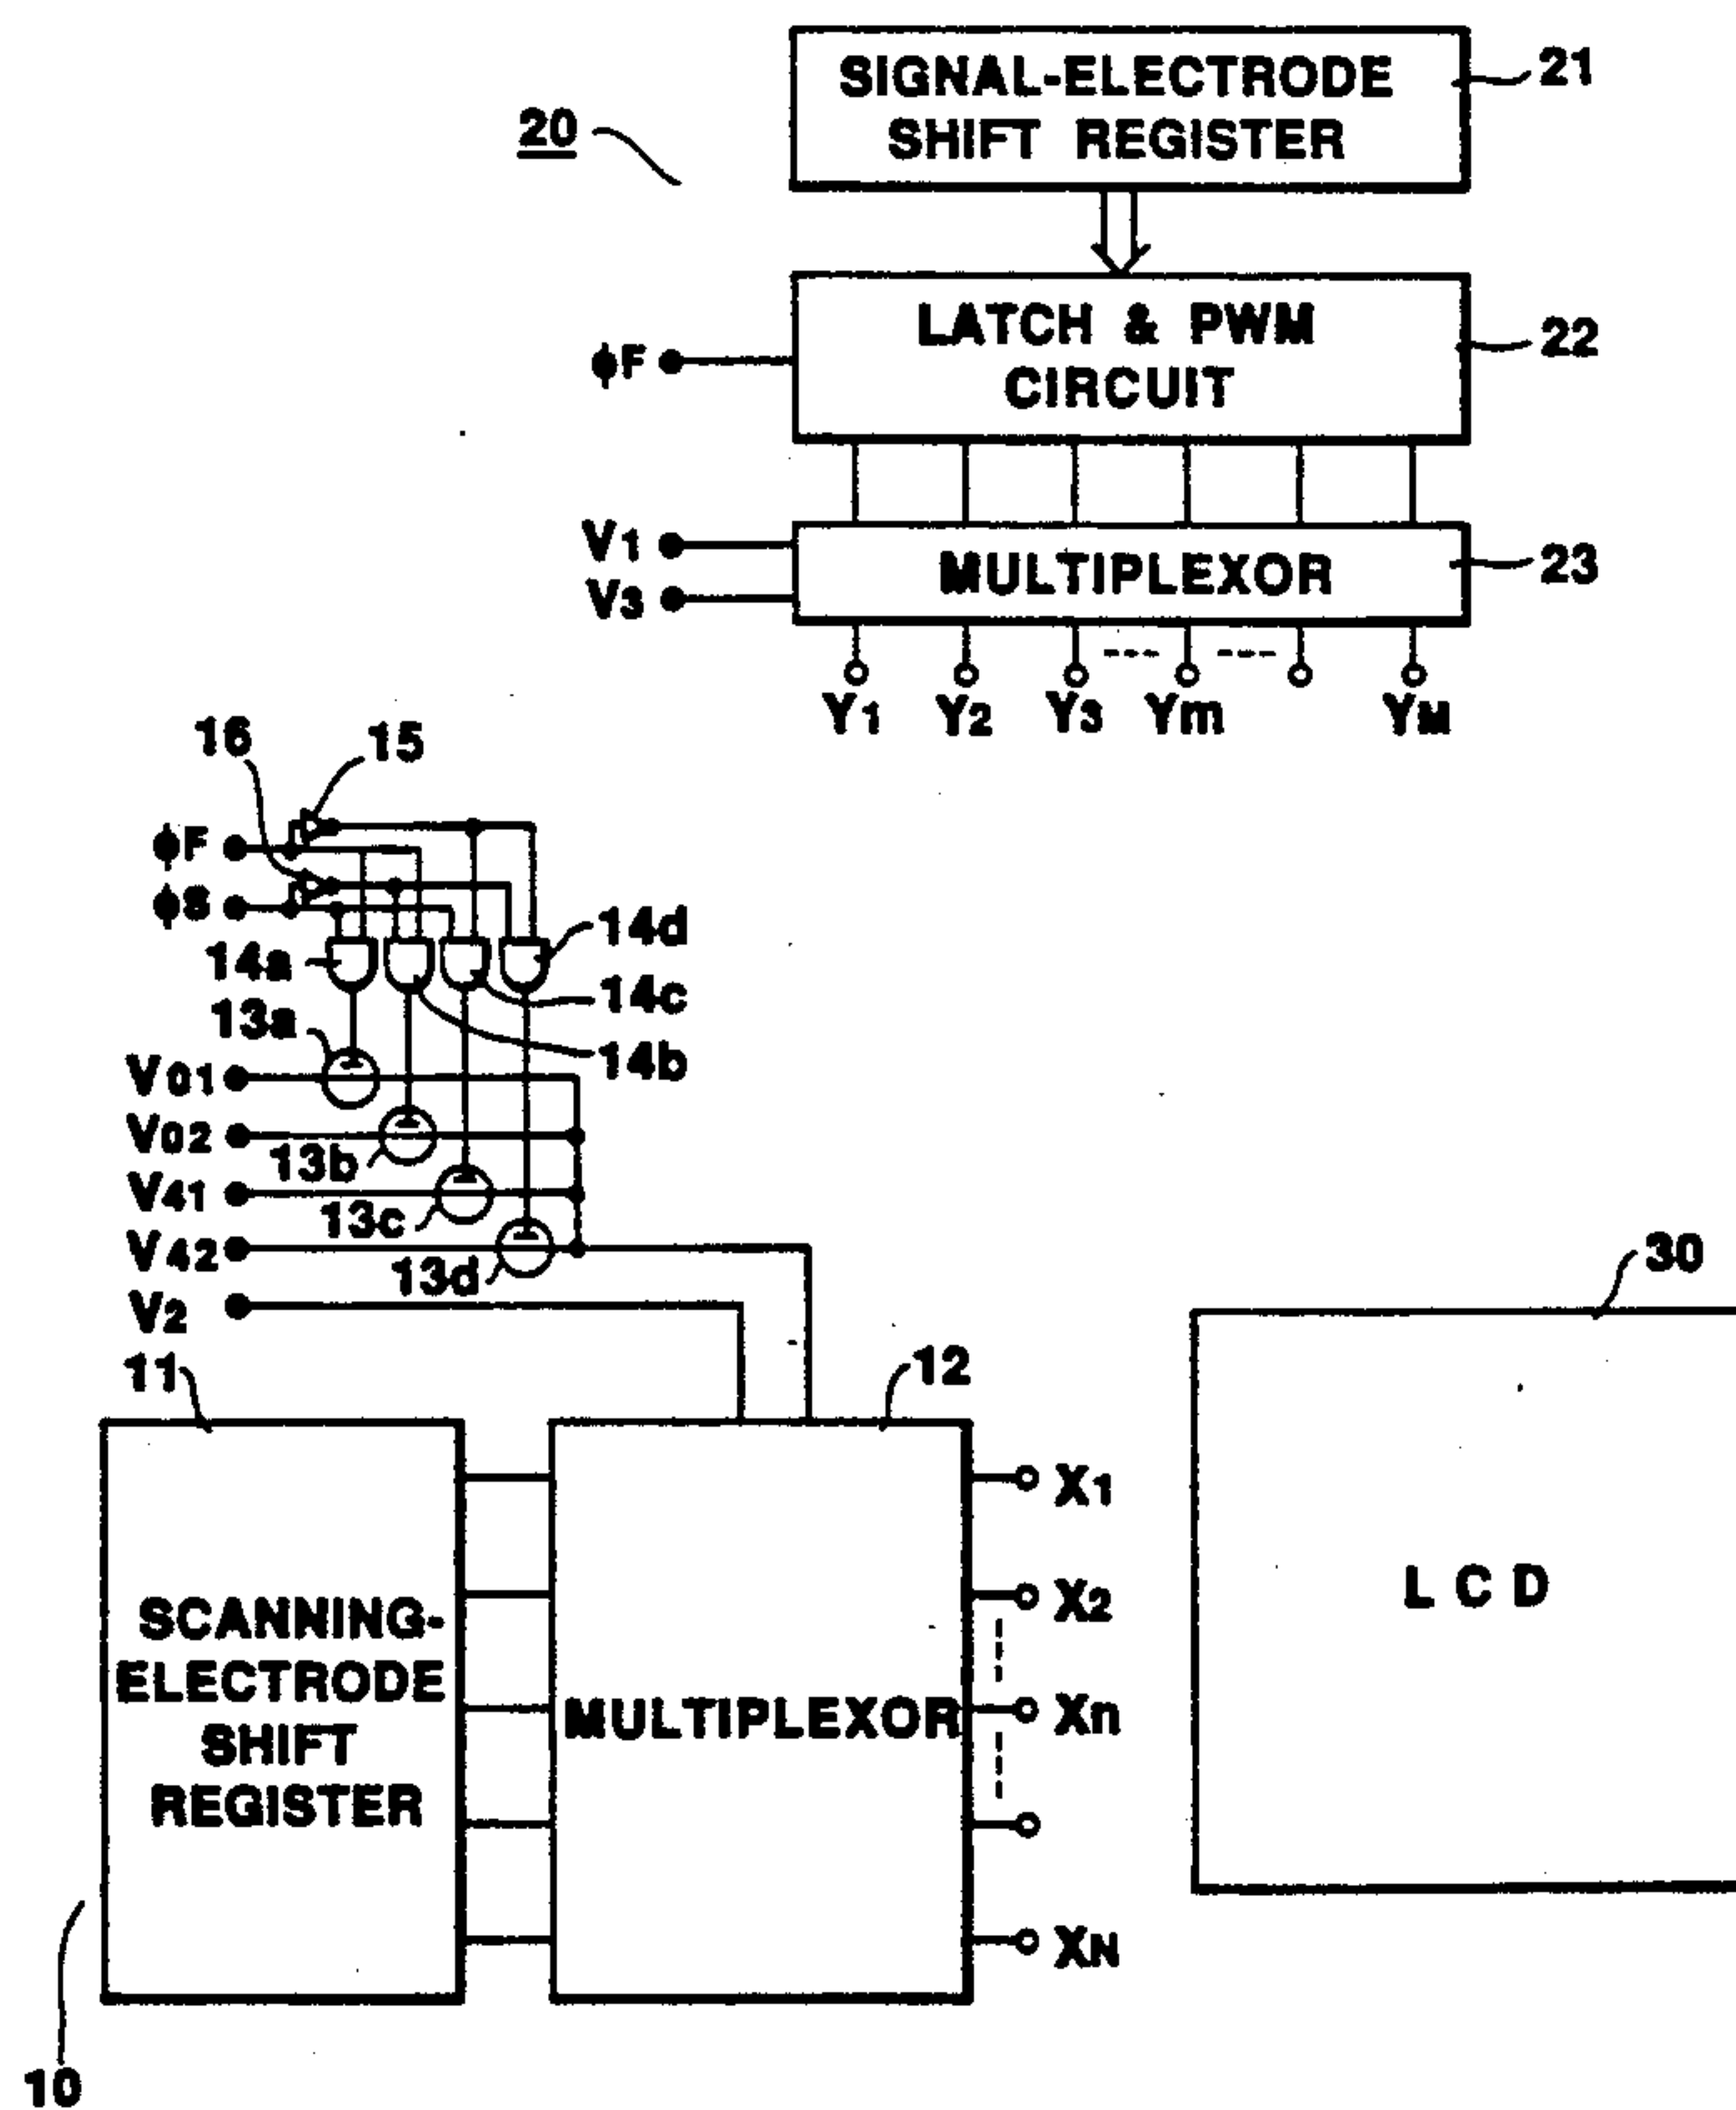 SIGNAL-ELECTRODE
SHIFT REGISTER
21
20
LATCH & PWM
CIRCUIT
22
ϕF
V1
V3
MULTIPLEXOR
23
Y1 Y2 Y3 --- Ym --- YM
16
15
ϕF
ϕS
14a
14d
14c
14b
13a
V01
V02
13b
V41
13c
V42
13d
V2
30
11
12
X1
X2
Xn
XN
SCANNING-
ELECTRODE
SHIFT
REGISTER
MULTIPLEXOR
LCD
10